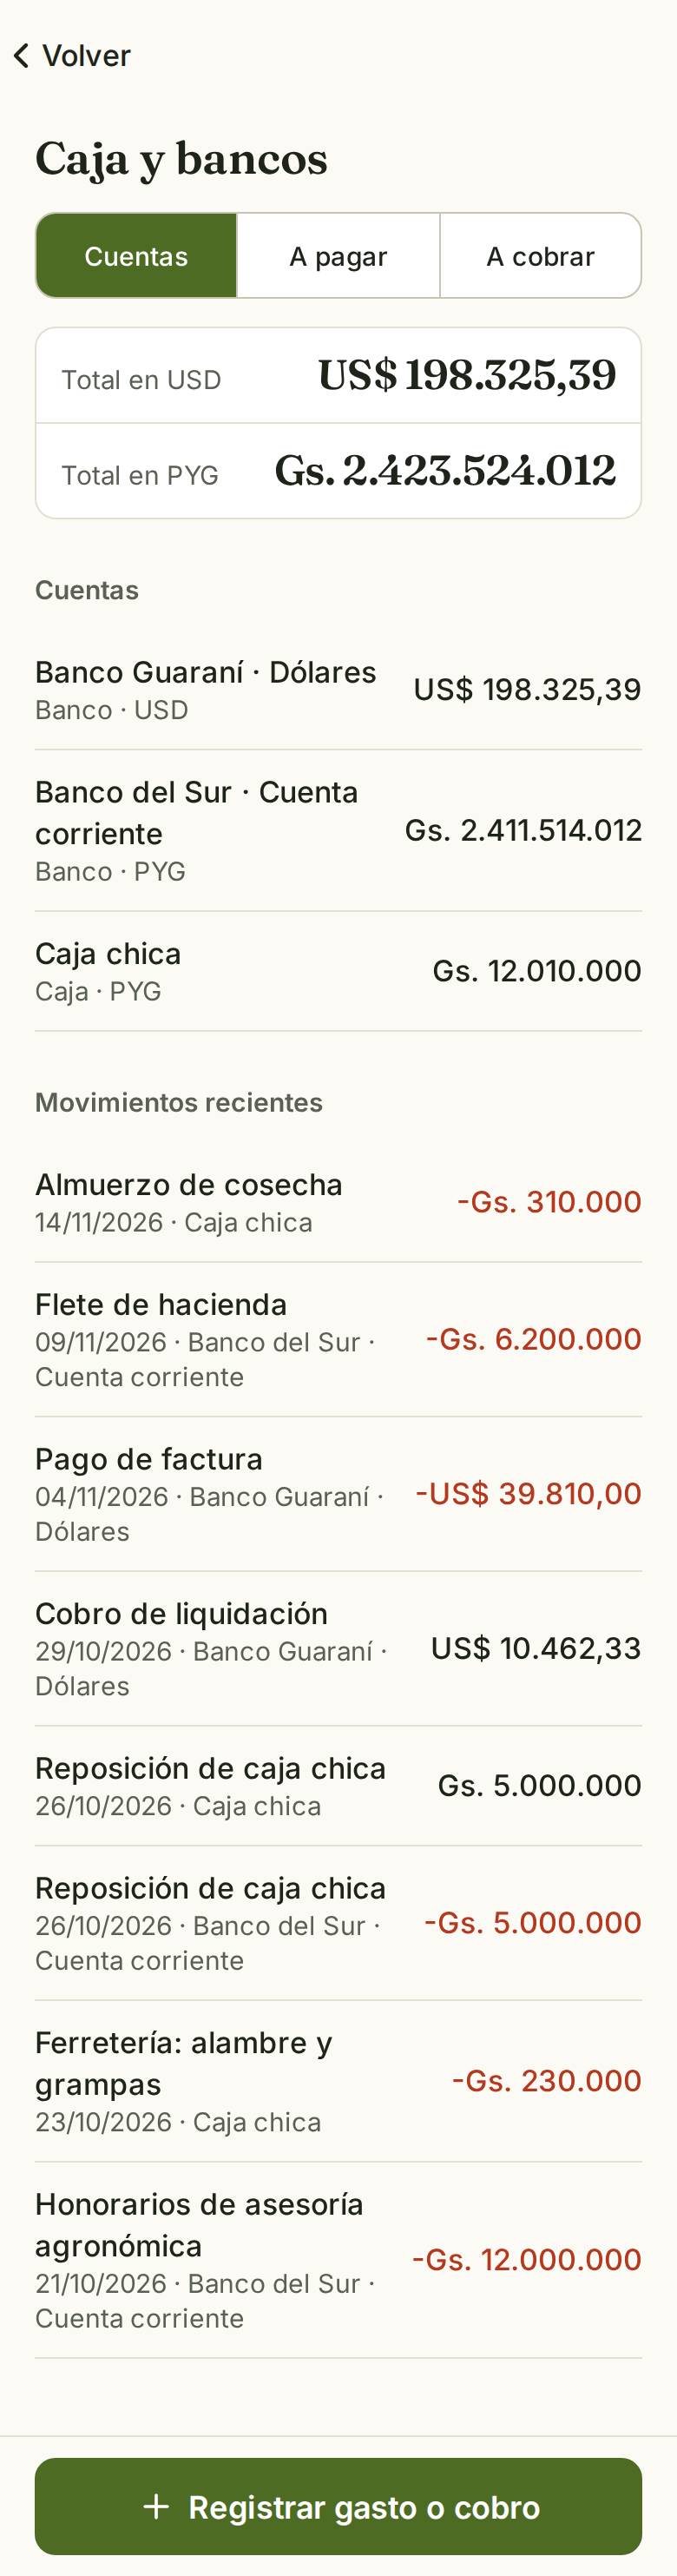 Volver
Caja y bancos
Cuentas
A pagar
A cobrar
Total en USD
US$ 198.325,39
Total en PYG
Gs. 2.423.524.012
Cuentas
Banco Guaraní · Dólares
Banco · USD
US$ 198.325,39
Banco del Sur · Cuenta
corriente
Banco · PYG
Gs. 2.411.514.012
Caja chica
Caja · PYG
Gs. 12.010.000
Movimientos recientes
Almuerzo de cosecha
14/11/2026 · Caja chica
-Gs. 310.000
Flete de hacienda
09/11/2026 · Banco del Sur ·
Cuenta corriente
-Gs. 6.200.000
Pago de factura
04/11/2026 · Banco Guaraní ·
Dólares
-US$ 39.810,00
Cobro de liquidación
29/10/2026 · Banco Guaraní ·
Dólares
US$ 10.462,33
Reposición de caja chica
26/10/2026 · Caja chica
Gs. 5.000.000
Reposición de caja chica
26/10/2026 · Banco del Sur ·
Cuenta corriente
-Gs. 5.000.000
Ferretería: alambre y
grampas
23/10/2026 · Caja chica
-Gs. 230.000
Honorarios de asesoría
agronómica
21/10/2026 · Banco del Sur ·
Cuenta corriente
-Gs. 12.000.000
+ Registrar gasto o cobro